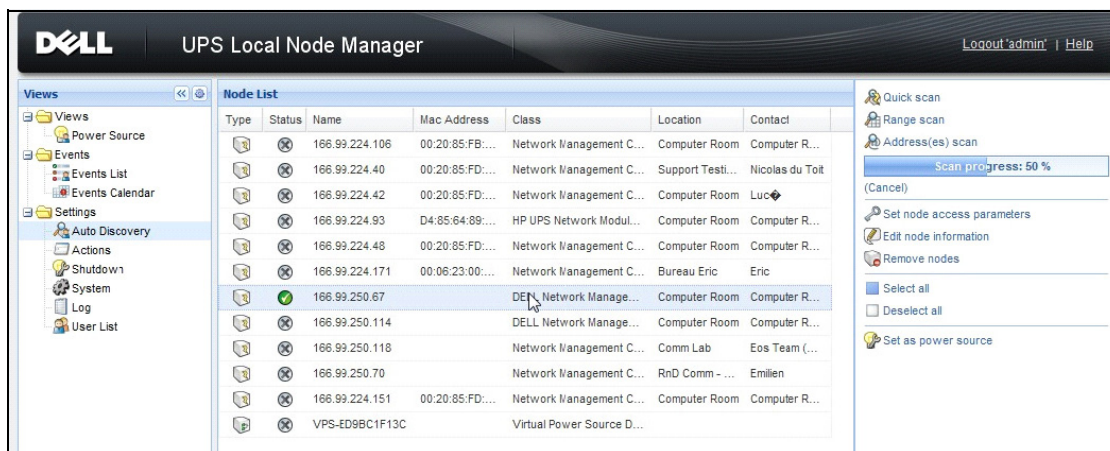 DELL UPS Local Node Manager Logout 'admin' | Help
Views
Views
Power Source
Events
Events List
Events Calendar
Settings
Auto Discovery
Actions
Shutdown
System
Log
User List
Node List
Type Status Name Mac Address Class Location Contact
166.99.224.106 00:20:85:FB:... Network Management C... Computer Room Computer R...
166.99.224.40 00:20:85:FD:... Network Management C... Support Testi... Nicolas du Toit
166.99.224.42 00:20:85:FD:... Network Management C... Computer Room Luc�
166.99.224.93 D4:85:64:89:... HP UPS Network Modul... Computer Room Computer R...
166.99.224.48 00:20:85:FD:... Network Management C... Computer Room Computer R...
166.99.224.171 00:06:23:00:... Network Management C... Bureau Eric Eric
166.99.250.67 DELL Network Manage... Computer Room Computer R...
166.99.250.114 DELL Network Manage... Computer Room Computer R...
166.99.250.118 Network Management C... Comm Lab Eos Team (...
166.99.250.70 Network Management C... RnD Comm - ... Emilien
166.99.224.151 00:20:85:FD:... Network Management C... Computer Room Computer R...
VPS-ED9BC1F13C Virtual Power Source D...
Quick scan
Range scan
Address(es) scan
Scan progress: 50 %
(Cancel)
Set node access parameters
Edit node information
Remove nodes
Select all
Deselect all
Set as power source